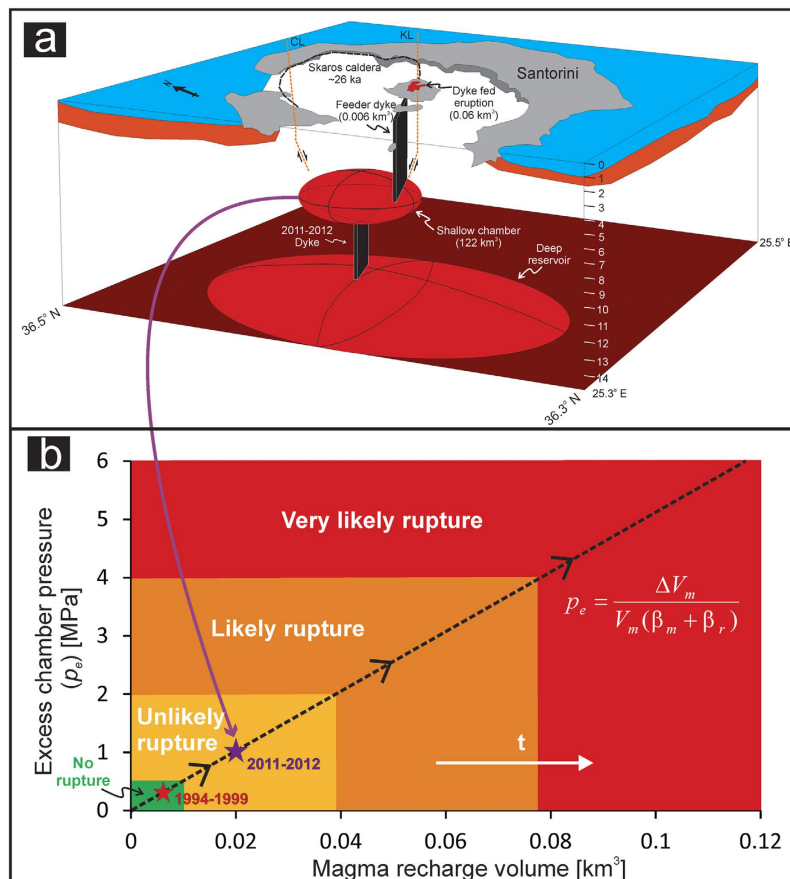 a
CL
KL
Skaros caldera
~26 ka
Santorini
N
Feeder dyke
(0.006 km³)
Dyke fed
eruption
(0.06 km³)
0
1
2
3
4
5
6
7
8
9
10
11
12
13
14
2011-2012
Dyke
Shallow chamber
(122 km³)
Deep
reservoir
25.5° E
36.5° N
36.3° N
25.3° E
b
Excess chamber pressure
(pₑ) [MPa]
6
5
4
3
2
1
0
Very likely rupture
Likely rupture
Unlikely
rupture
No
rupture
2011-2012
1994-1999
pₑ = ΔVₘ / Vₘ(βₘ + βᵣ)
t
0 0.02 0.04 0.06 0.08 0.1 0.12
Magma recharge volume [km³]